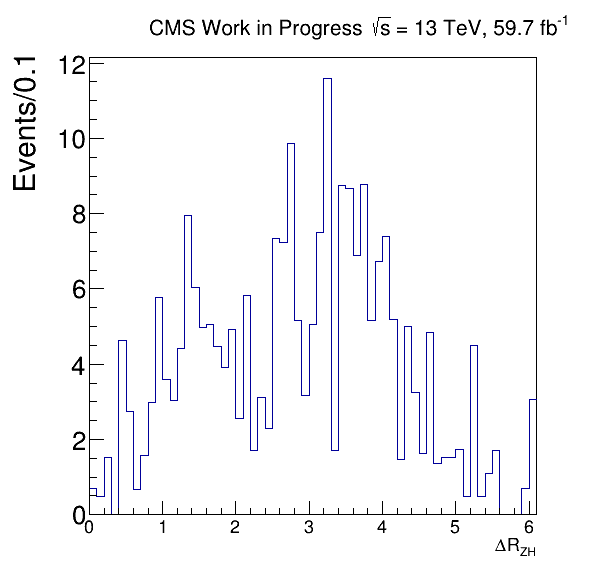 CMS Work in Progress √s = 13 TeV, 59.7 fb⁻¹
Events/0.1
12
10
8
6
4
2
0
0 1 2 3 4 5 6
ΔR_ZH